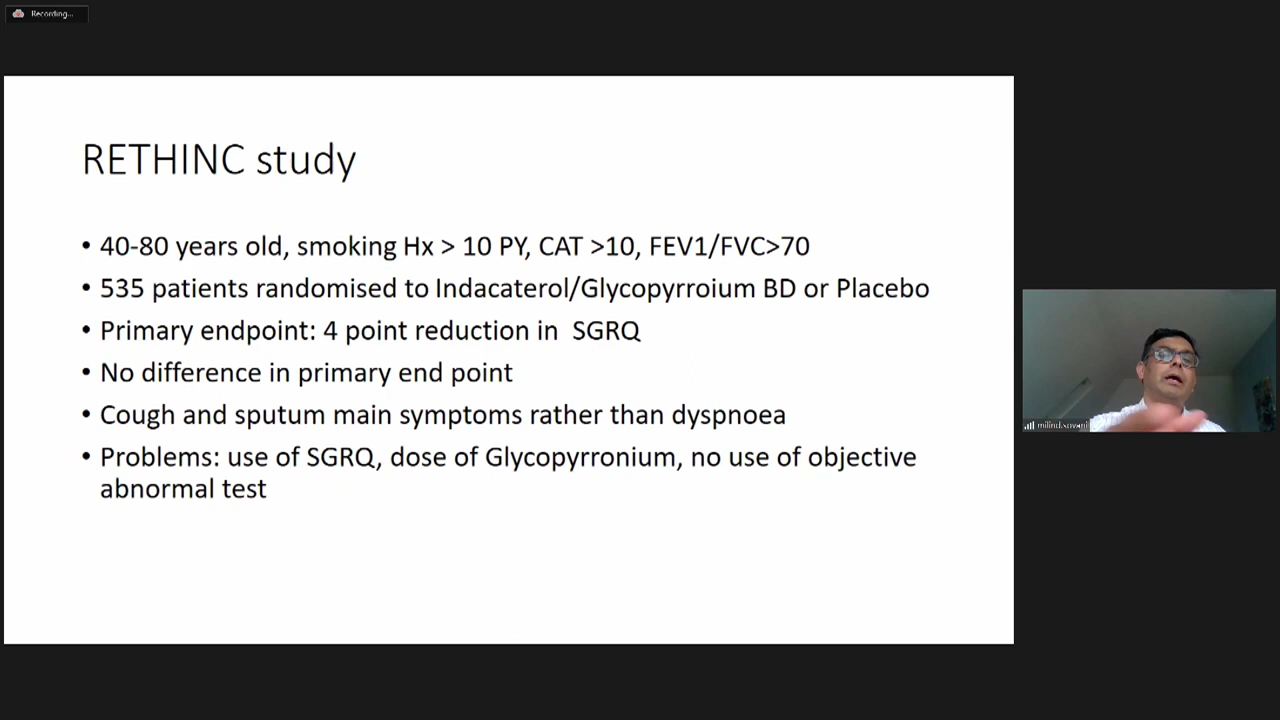 Recording...
RETHINC study
• 40-80 years old, smoking Hx > 10 PY, CAT >10, FEV1/FVC>70
• 535 patients randomised to Indacaterol/Glycopyrroium BD or Placebo
• Primary endpoint: 4 point reduction in SGRQ
• No difference in primary end point
• Cough and sputum main symptoms rather than dyspnoea
• Problems: use of SGRQ, dose of Glycopyrronium, no use of objective
abnormal test
milind.sovani